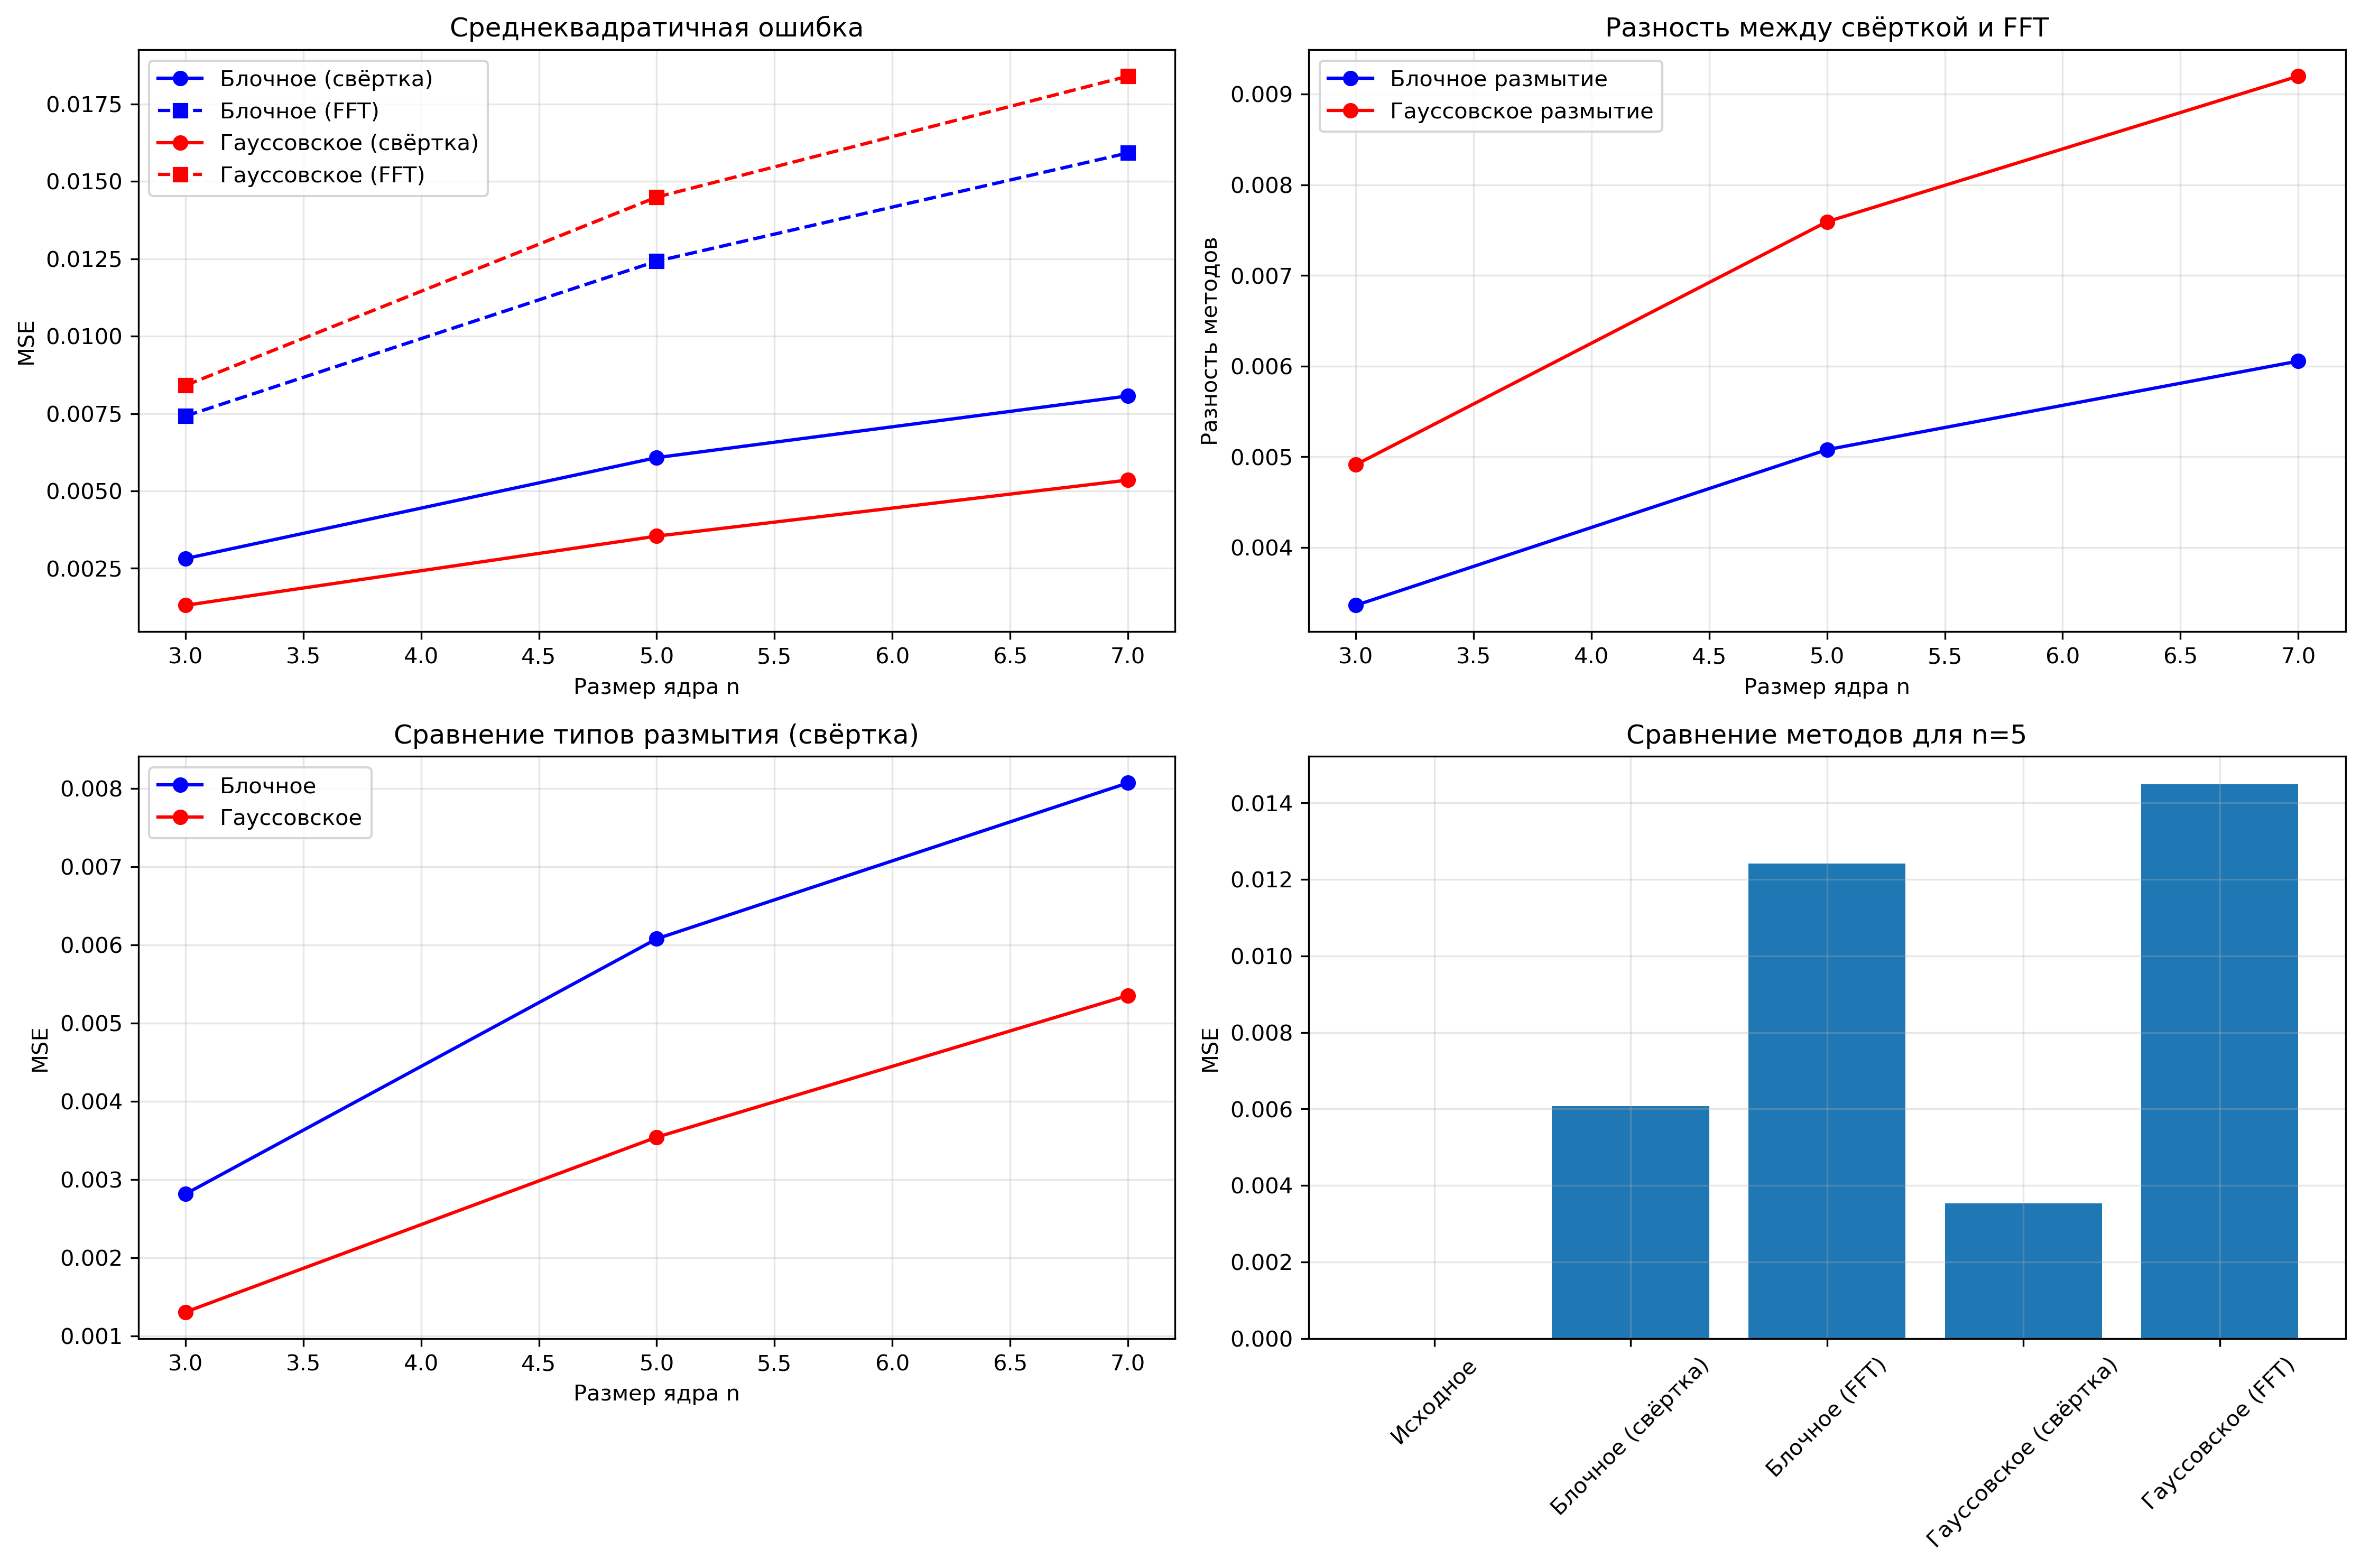 Среднеквадратичная ошибка
Блочное (свёртка)
Блочное (FFT)
Гауссовское (свёртка)
Гауссовское (FFT)
MSE
0.0175
0.0150
0.0125
0.0100
0.0075
0.0050
0.0025
3.0 3.5 4.0 4.5 5.0 5.5 6.0 6.5 7.0
Размер ядра n
Разность между свёрткой и FFT
Блочное размытие
Гауссовское размытие
Разность методов
0.009
0.008
0.007
0.006
0.005
0.004
3.0 3.5 4.0 4.5 5.0 5.5 6.0 6.5 7.0
Размер ядра n
Сравнение типов размытия (свёртка)
Блочное
Гауссовское
MSE
0.008
0.007
0.006
0.005
0.004
0.003
0.002
0.001
3.0 3.5 4.0 4.5 5.0 5.5 6.0 6.5 7.0
Размер ядра n
Сравнение методов для n=5
MSE
0.014
0.012
0.010
0.008
0.006
0.004
0.002
0.000
Исходное
Блочное (свёртка)
Блочное (FFT)
Гауссовское (свёртка)
Гауссовское (FFT)